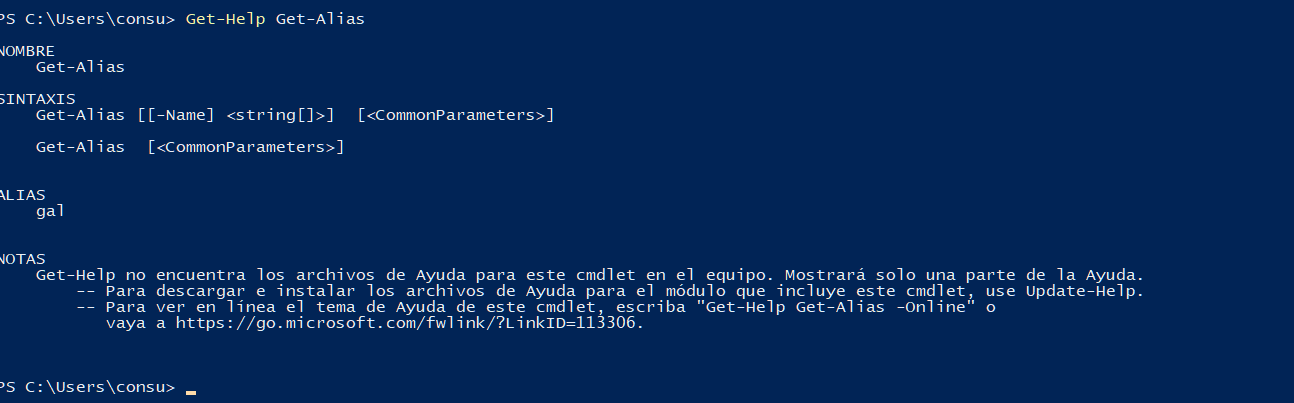 PS C:\Users\consu> Get-Help Get-Alias
NOMBRE
Get-Alias
SINTAXIS
Get-Alias [[-Name] <string[]>]  [<CommonParameters>]
Get-Alias  [<CommonParameters>]
ALIAS
gal
NOTAS
Get-Help no encuentra los archivos de Ayuda para este cmdlet en el equipo. Mostrará solo una parte de la Ayuda.
-- Para descargar e instalar los archivos de Ayuda para el módulo que incluye este cmdlet, use Update-Help.
-- Para ver en línea el tema de Ayuda de este cmdlet, escriba "Get-Help Get-Alias -Online" o
vaya a https://go.microsoft.com/fwlink/?LinkID=113306.
PS C:\Users\consu>